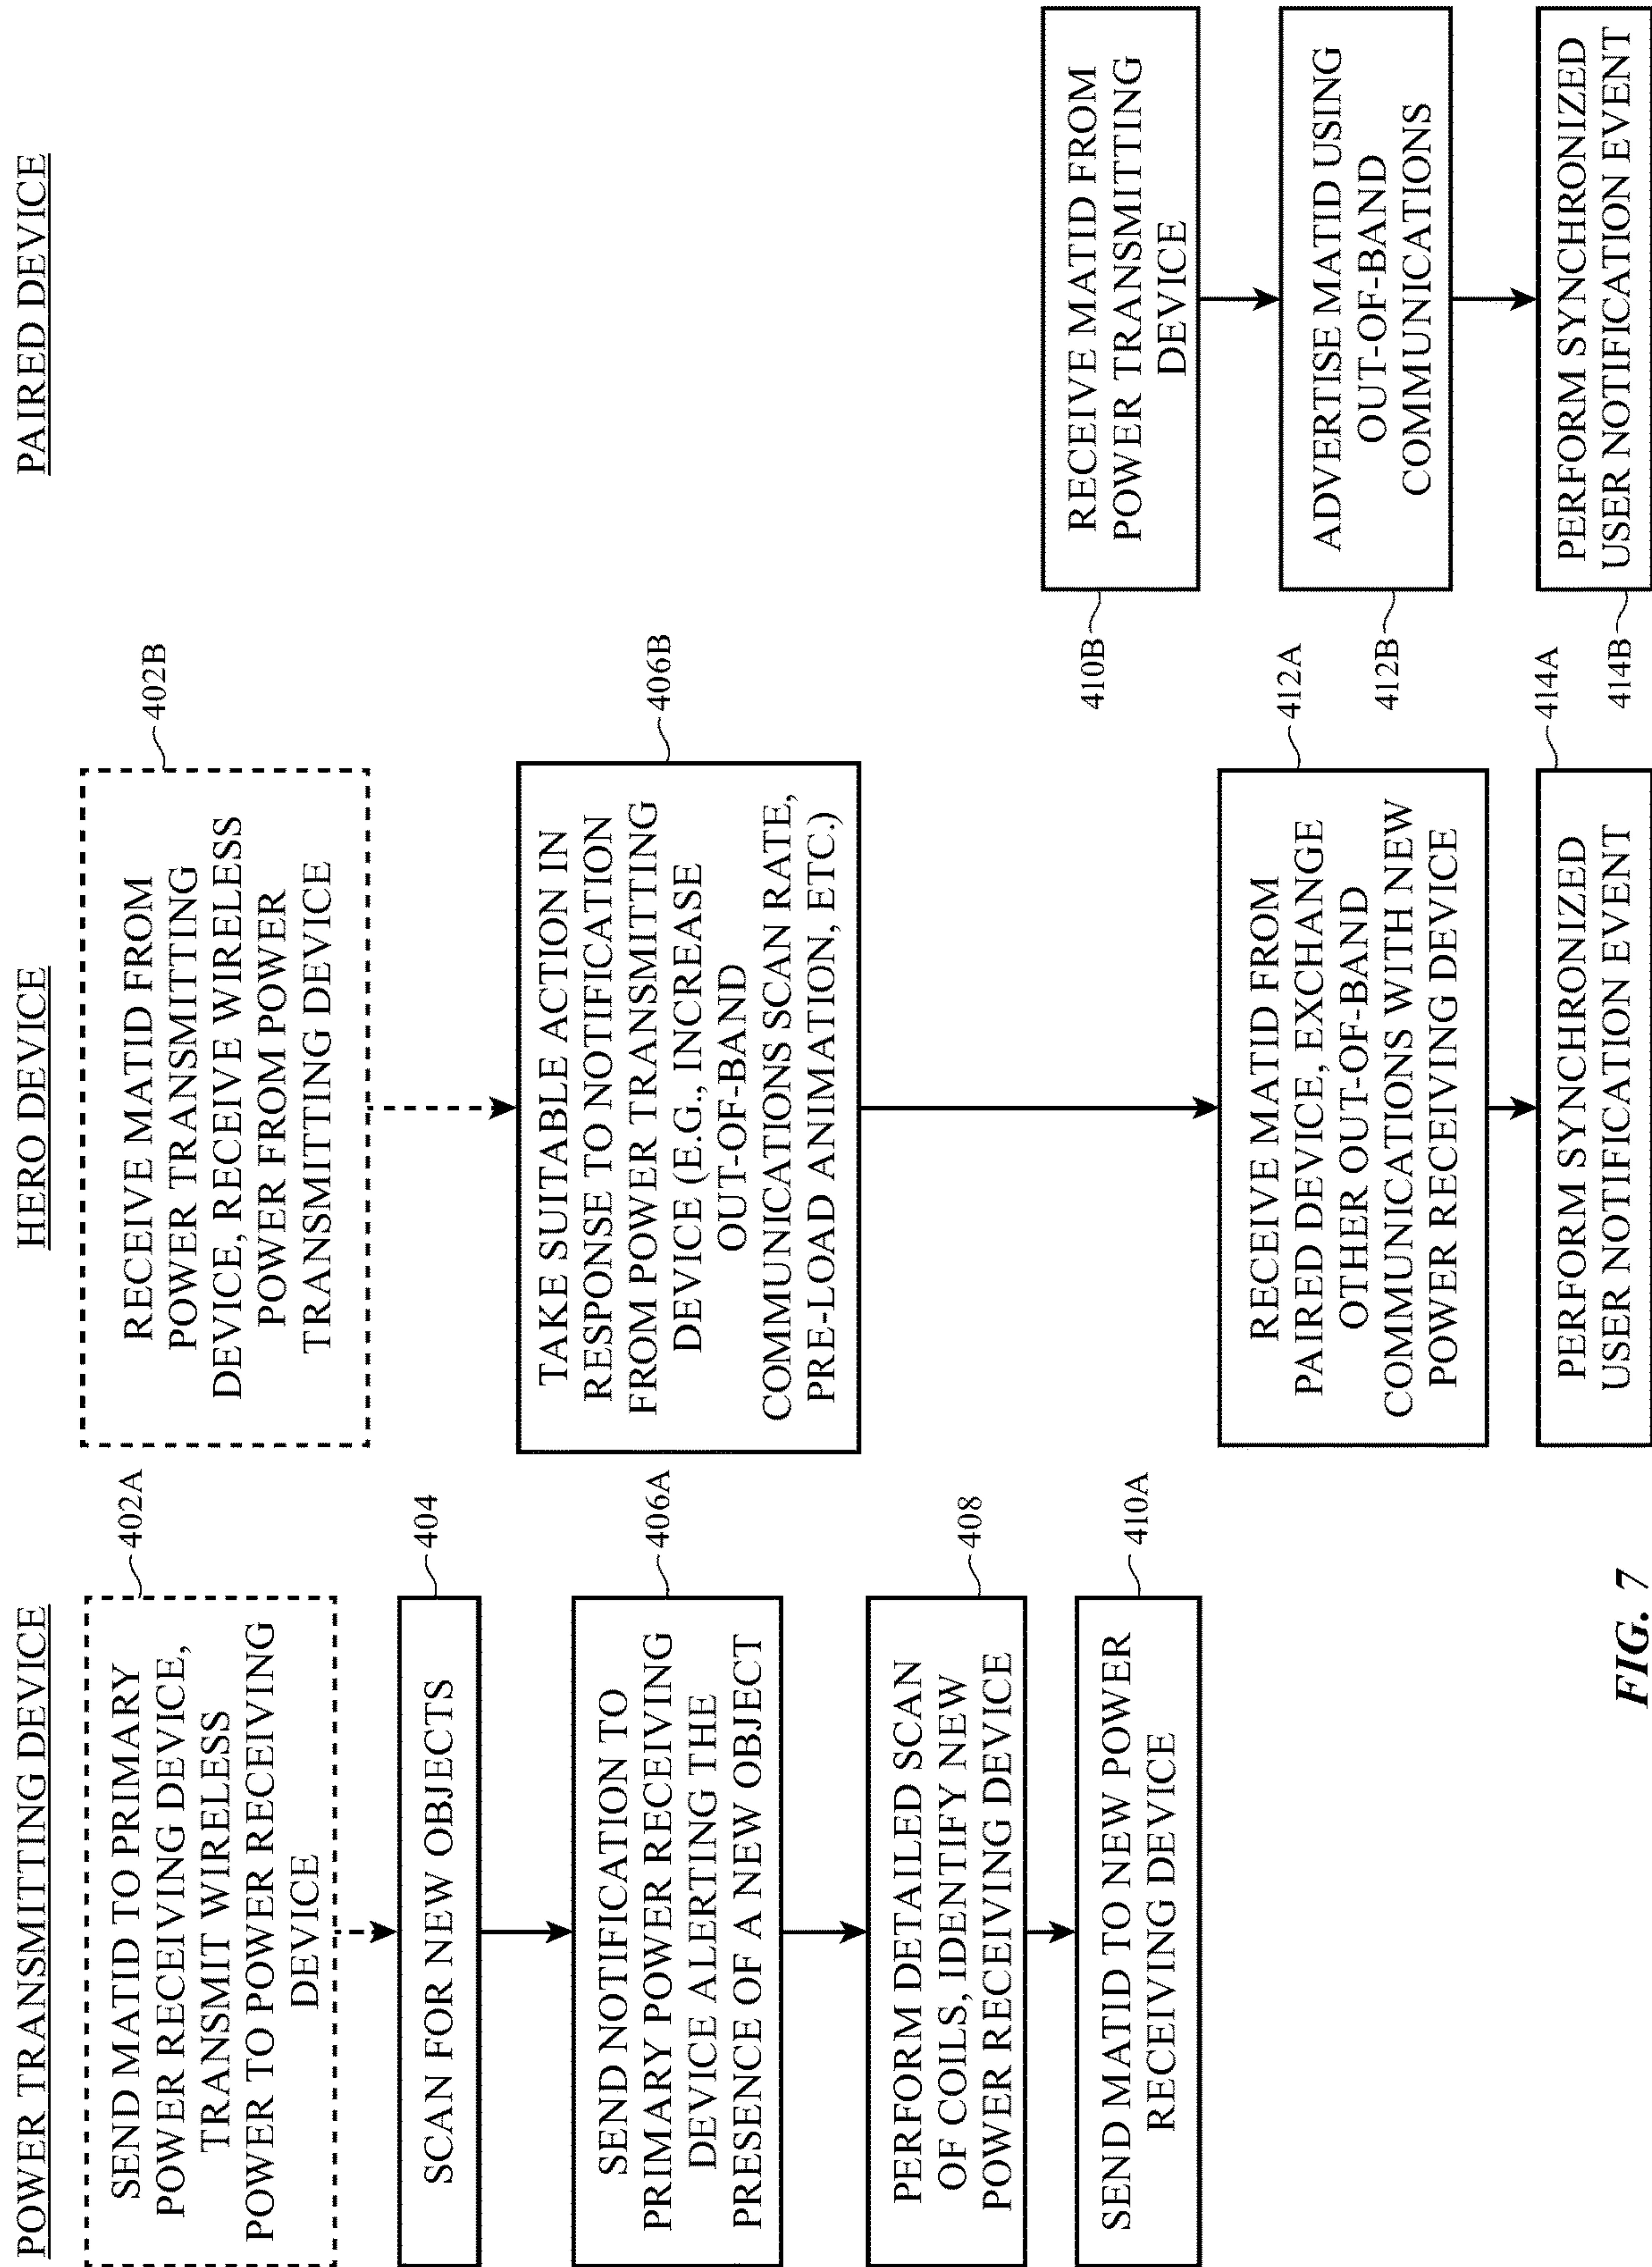 POWER TRANSMITTING DEVICE
SEND MATID TO PRIMARY
POWER RECEIVING DEVICE,
TRANSMIT WIRELESS
POWER TO POWER RECEIVING
DEVICE
402A
SCAN FOR NEW OBJECTS
404
SEND NOTIFICATION TO
PRIMARY POWER RECEIVING
DEVICE ALERTING THE
PRESENCE OF A NEW OBJECT
406A
PERFORM DETAILED SCAN
OF COILS, IDENTIFY NEW
POWER RECEIVING DEVICE
408
SEND MATID TO NEW POWER
RECEIVING DEVICE
410A
HERO DEVICE
RECEIVE MATID FROM
POWER TRANSMITTING
DEVICE, RECEIVE WIRELESS
POWER FROM POWER
TRANSMITTING DEVICE
402B
TAKE SUITABLE ACTION IN
RESPONSE TO NOTIFICATION
FROM POWER TRANSMITTING
DEVICE (E.G., INCREASE
OUT-OF-BAND
COMMUNICATIONS SCAN RATE,
PRE-LOAD ANIMATION, ETC.)
406B
RECEIVE MATID FROM
PAIRED DEVICE, EXCHANGE
OTHER OUT-OF-BAND
COMMUNICATIONS WITH NEW
POWER RECEIVING DEVICE
412A
PERFORM SYNCHRONIZED
USER NOTIFICATION EVENT
414A
PAIRED DEVICE
RECEIVE MATID FROM
POWER TRANSMITTING
DEVICE
410B
ADVERTISE MATID USING
OUT-OF-BAND
COMMUNICATIONS
412B
PERFORM SYNCHRONIZED
USER NOTIFICATION EVENT
414B
FIG. 7